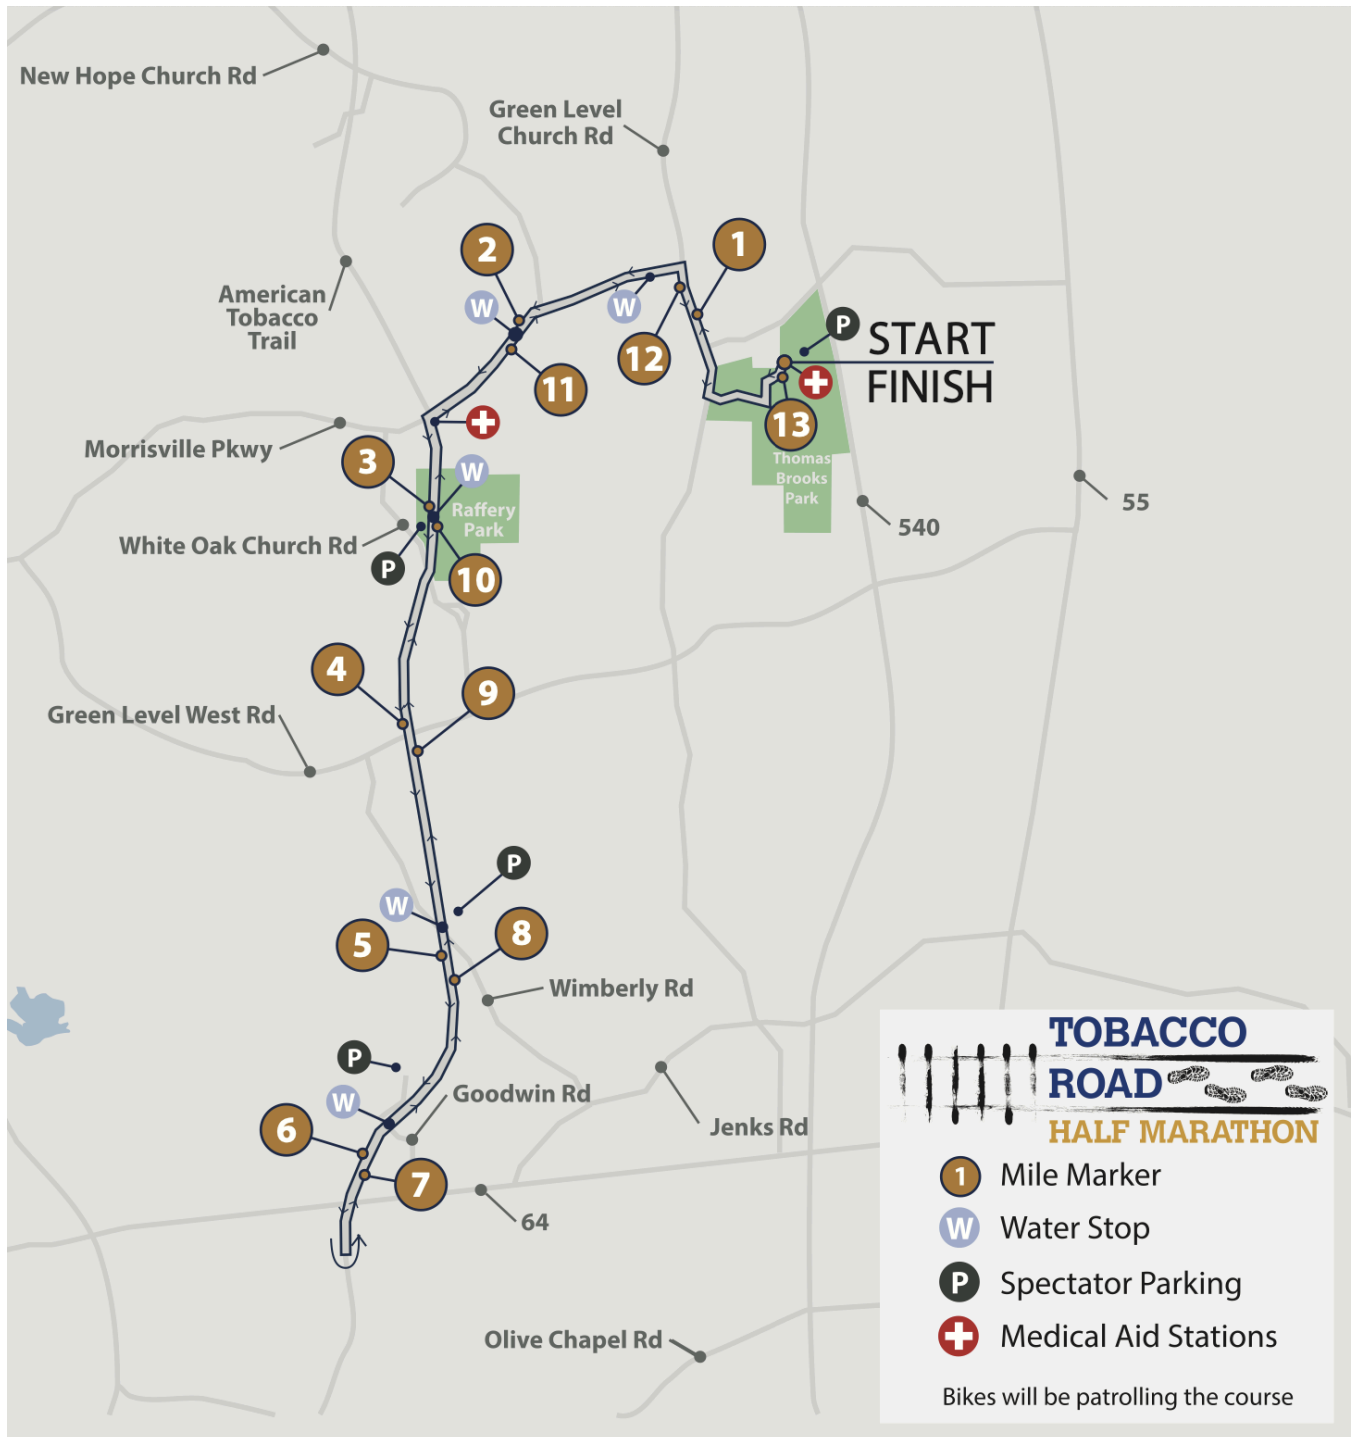 New Hope Church Rd
Green Level
Church Rd
2
1
American
Tobacco
Trail
W
W
P
START
FINISH
12
11
13
Thomas
Brooks
Park
Morrisville Pkwy
3
W
Raffery
Park
White Oak Church Rd
P
10
55
540
4
9
Green Level West Rd
P
W
5
8
Wimberly Rd
P
W
Goodwin Rd
6
7
Jenks Rd
64
Olive Chapel Rd
TOBACCO
ROAD
HALF MARATHON
1 Mile Marker
W Water Stop
P Spectator Parking
Medical Aid Stations
Bikes will be patrolling the course